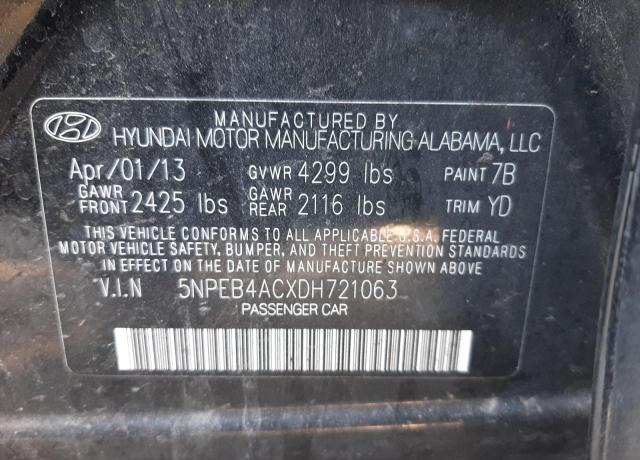 MANUFACTURED BY
HYUNDAI MOTOR MANUFACTURING ALABAMA, LLC
Apr/01/13 GVWR 4299 lbs PAINT 7B
GAWR FRONT 2425 lbs GAWR REAR 2116 lbs TRIM YD
THIS VEHICLE CONFORMS TO ALL APPLICABLE U.S.A. FEDERAL
MOTOR VEHICLE SAFETY, BUMPER, AND THEFT PREVENTION STANDARDS
IN EFFECT ON THE DATE OF MANUFACTURE SHOWN ABOVE
V.I.N 5NPEB4ACXDH721063
PASSENGER CAR